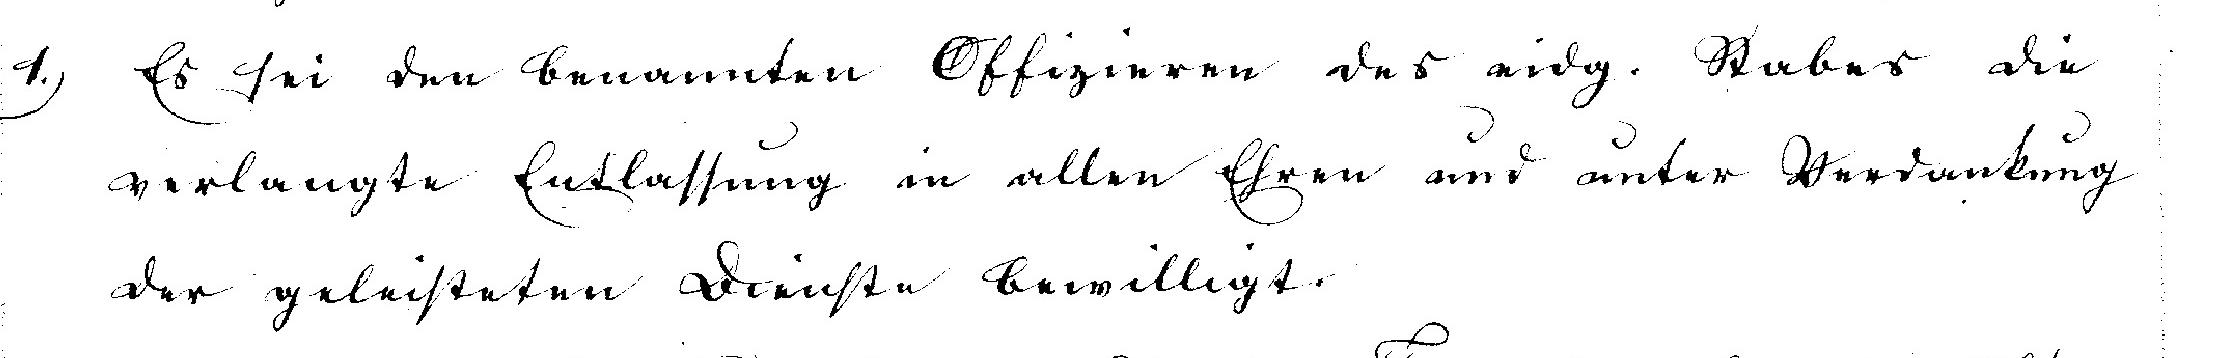 1.) Es sei den benannten Offizieren des eidg. Stabes die
verlangte Entlassung in allen Ehren und unter Verdankung
der geleisteten Dienste bewilligt.